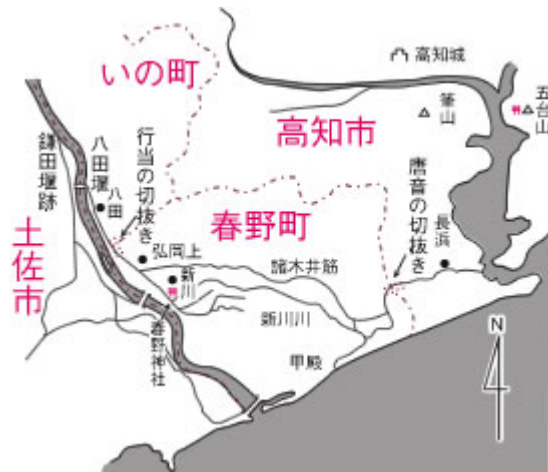 いの町
高知城
五台山
筆山
高知市
行当の切抜き
八田堰
八田
鎌田堰跡
唐音の切抜き
春野町
長浜
土佐市
弘岡上
新川
諸木井筋
新川川
春野神社
甲殿
N